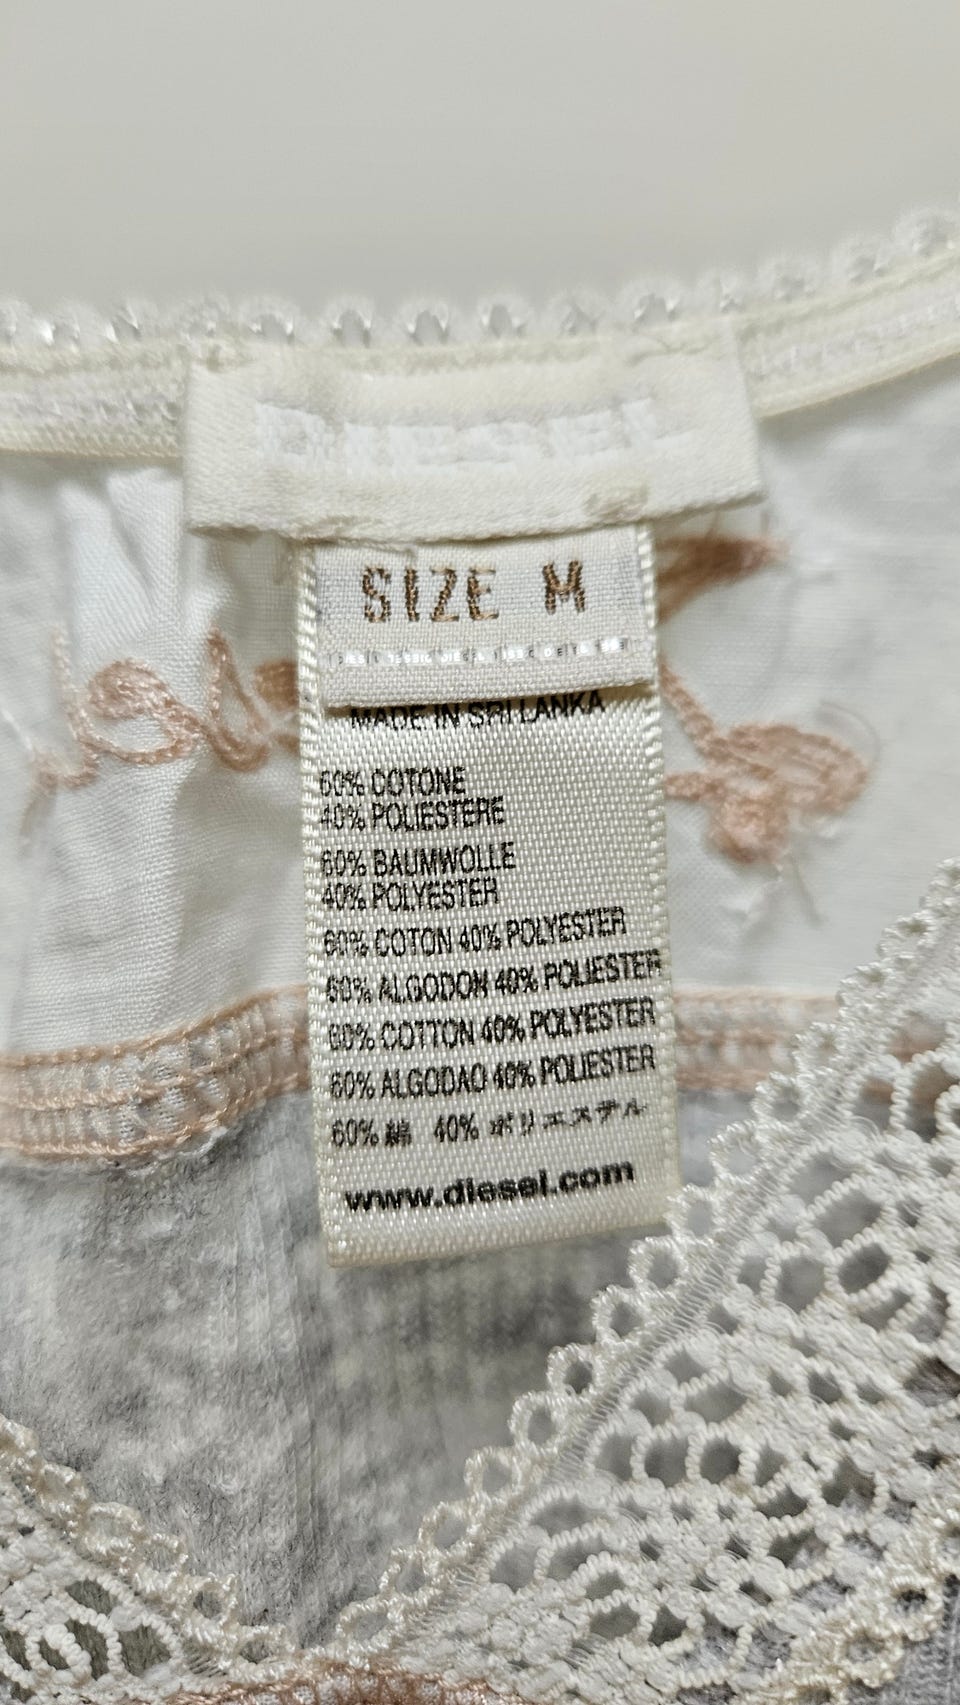 DIESEL
SIZE M
MADE IN SRI LANKA
60% COTONE
40% POLIESTERE
60% BAUMWOLLE
40% POLYESTER
60% COTON 40% POLYESTER
60% ALGODON 40% POLIESTER
60% COTTON 40% POLYESTER
60% ALGODAO 40% POLIESTER
60% 綿 40% ポリエステル
www.diesel.com